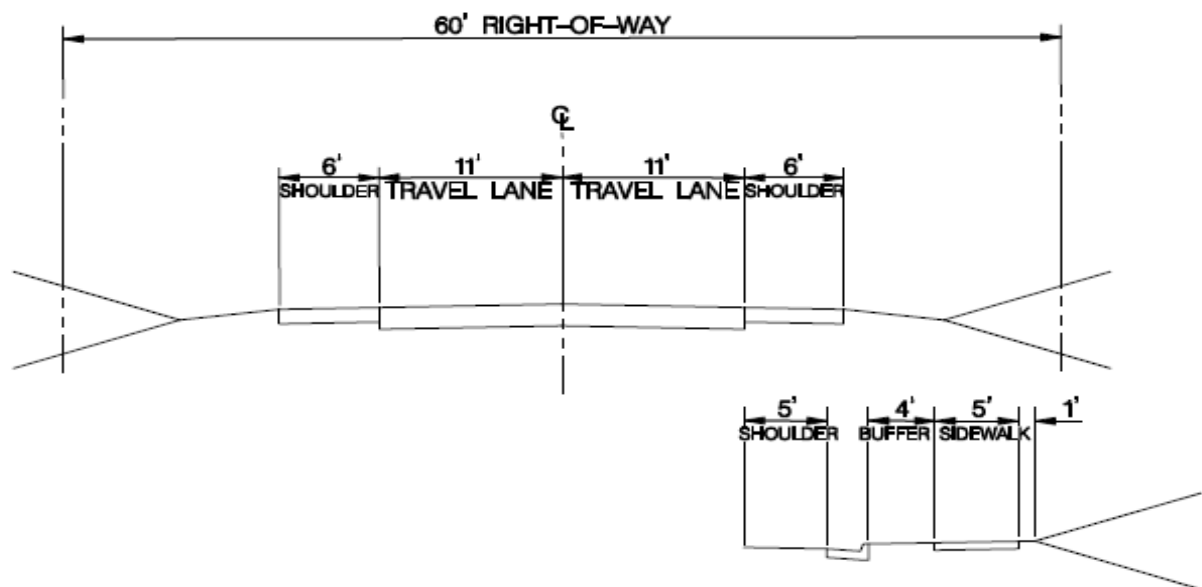 60' RIGHT-OF-WAY
CL
6' 11' 11' 6'
SHOULDER TRAVEL LANE TRAVEL LANE SHOULDER
5' 4' 5' 1'
SHOULDER BUFFER SIDEWALK